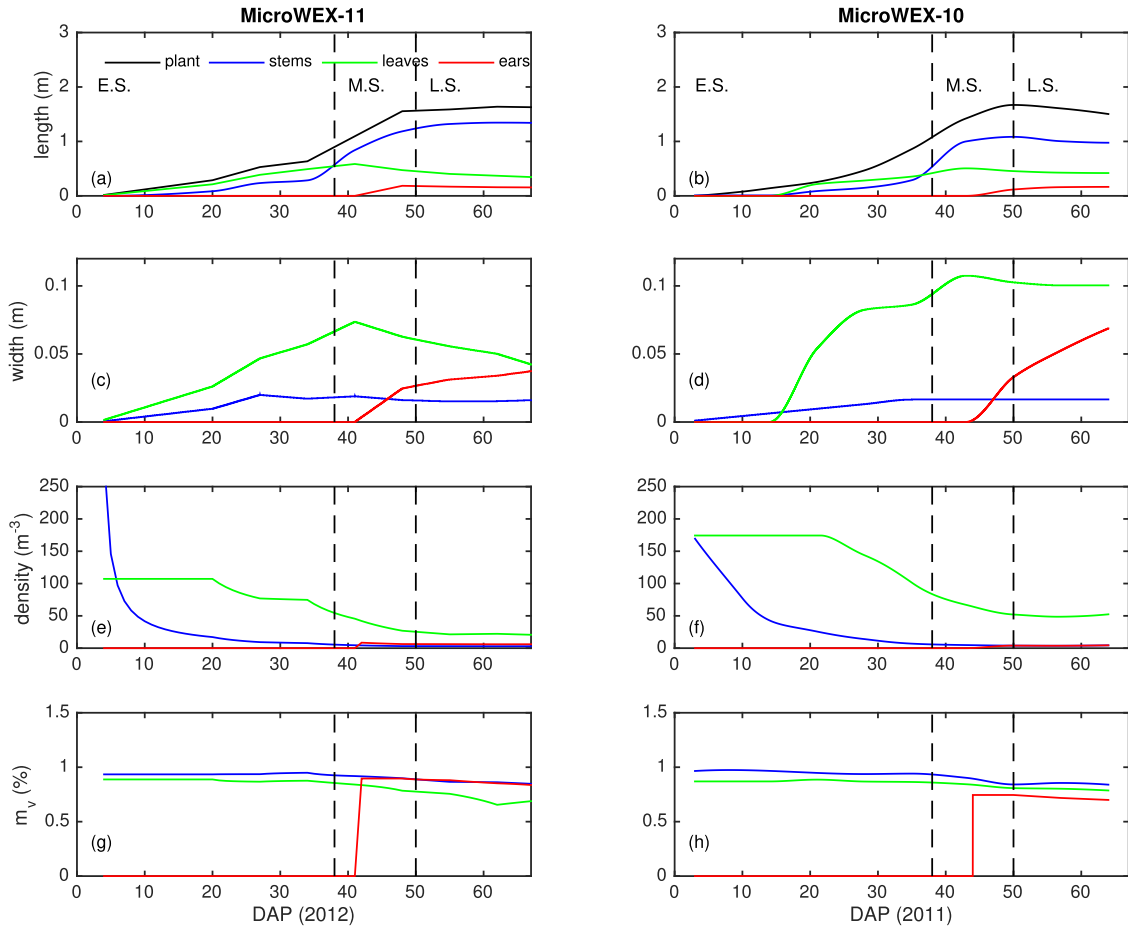 MicroWEX-11
MicroWEX-10
3
2
1
0
length (m)
plant stems leaves ears
E.S. M.S. L.S.
(a)
0 10 20 30 40 50 60
3
2
1
0
E.S. M.S. L.S.
(b)
0 10 20 30 40 50 60
0.1
0.05
0
width (m)
(c)
0 10 20 30 40 50 60
0.1
0.05
0
(d)
0 10 20 30 40 50 60
250
200
150
100
50
0
density (m⁻³)
(e)
0 10 20 30 40 50 60
250
200
150
100
50
0
(f)
0 10 20 30 40 50 60
1.5
1
0.5
0
mᵥ (%)
(g)
0 10 20 30 40 50 60
DAP (2012)
1.5
1
0.5
0
(h)
0 10 20 30 40 50 60
DAP (2011)